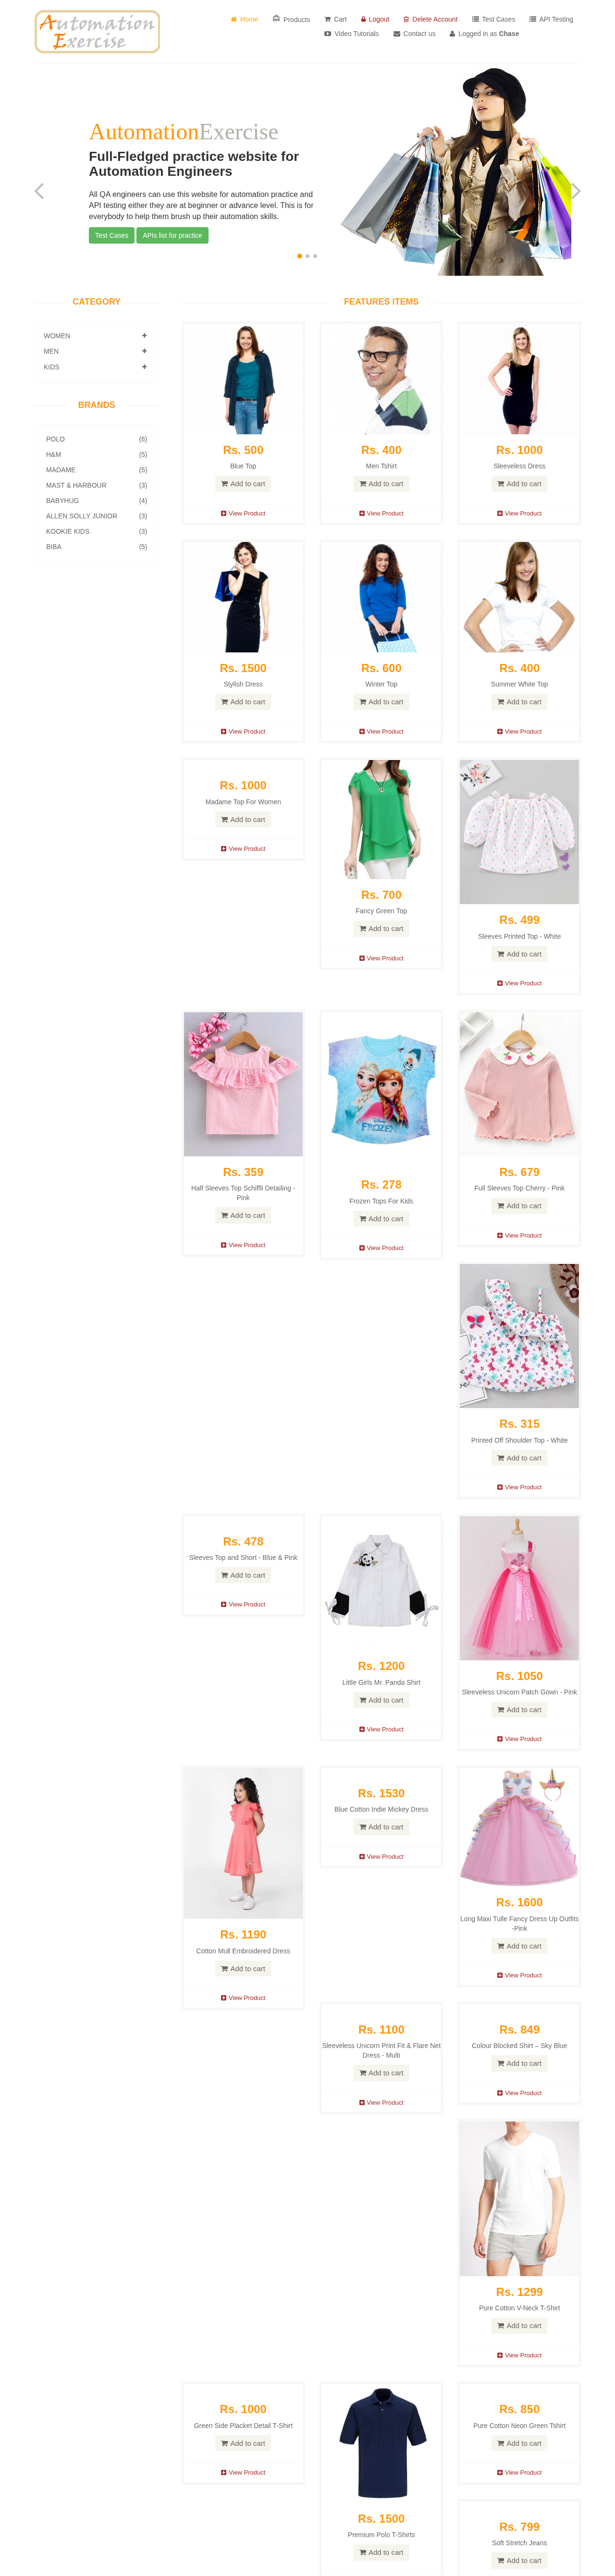 Automation
Exercise
Home
Products
Cart
Logout
Delete Account
Test Cases
API Testing
Video Tutorials
Contact us
Logged in as Chase
AutomationExercise
Full-Fledged practice website for
Automation Engineers
All QA engineers can use this website for automation practice and
API testing either they are at beginner or advance level. This is for
everybody to help them brush up their automation skills.
Test Cases
APIs list for practice
CATEGORY
WOMEN
MEN
KIDS
BRANDS
POLO (6)
H&M (5)
MADAME (5)
MAST & HARBOUR (3)
BABYHUG (4)
ALLEN SOLLY JUNIOR (3)
KOOKIE KIDS (3)
BIBA (5)
FEATURES ITEMS
Rs. 500
Blue Top
Add to cart
View Product
Rs. 400
Men Tshirt
Add to cart
View Product
Rs. 1000
Sleeveless Dress
Add to cart
View Product
Rs. 1500
Stylish Dress
Add to cart
View Product
Rs. 600
Winter Top
Add to cart
View Product
Rs. 400
Summer White Top
Add to cart
View Product
Rs. 1000
Madame Top For Women
Add to cart
View Product
Rs. 700
Fancy Green Top
Add to cart
View Product
Rs. 499
Sleeves Printed Top - White
Add to cart
View Product
Rs. 359
Half Sleeves Top Schiffli Detailing -
Pink
Add to cart
View Product
FROZEN
Rs. 278
Frozen Tops For Kids
Add to cart
View Product
Rs. 679
Full Sleeves Top Cherry - Pink
Add to cart
View Product
Rs. 315
Printed Off Shoulder Top - White
Add to cart
View Product
Rs. 478
Sleeves Top and Short - Blue & Pink
Add to cart
View Product
Rs. 1200
Little Girls Mr. Panda Shirt
Add to cart
View Product
Rs. 1050
Sleeveless Unicorn Patch Gown - Pink
Add to cart
View Product
Rs. 1190
Cotton Mull Embroidered Dress
Add to cart
View Product
Rs. 1530
Blue Cotton Indie Mickey Dress
Add to cart
View Product
Rs. 1600
Long Maxi Tulle Fancy Dress Up Outfits
-Pink
Add to cart
View Product
Rs. 1100
Sleeveless Unicorn Print Fit & Flare Net
Dress - Multi
Add to cart
View Product
Rs. 849
Colour Blocked Shirt – Sky Blue
Add to cart
View Product
Rs. 1299
Pure Cotton V-Neck T-Shirt
Add to cart
View Product
Rs. 1000
Green Side Placket Detail T-Shirt
Add to cart
View Product
Rs. 1500
Premium Polo T-Shirts
Add to cart
Rs. 850
Pure Cotton Neon Green Tshirt
Add to cart
View Product
Rs. 799
Soft Stretch Jeans
Add to cart